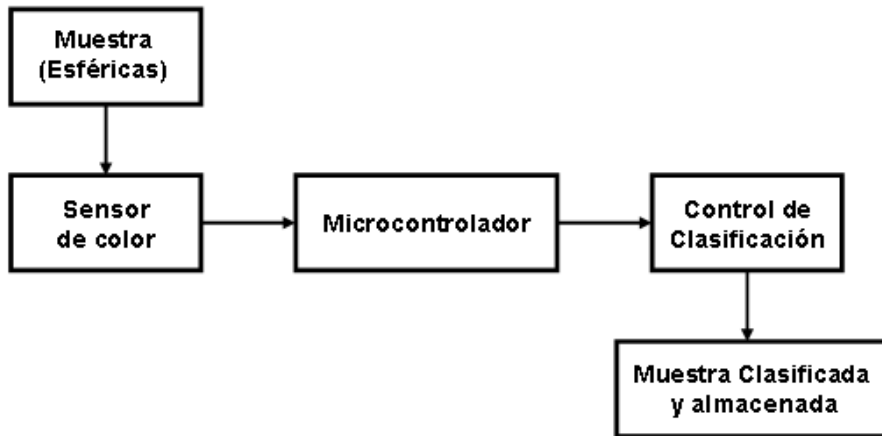 Muestra
(Esféricas)
Sensor
de color
Microcontrolador
Control de
Clasificación
Muestra Clasificada
y almacenada